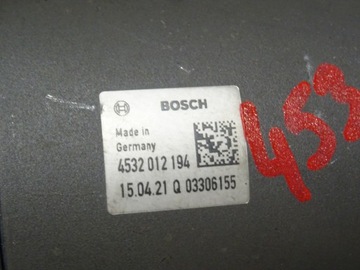 BOSCH
Made in
Germany
4532 012 194
15.04.21 Q 03306155
453